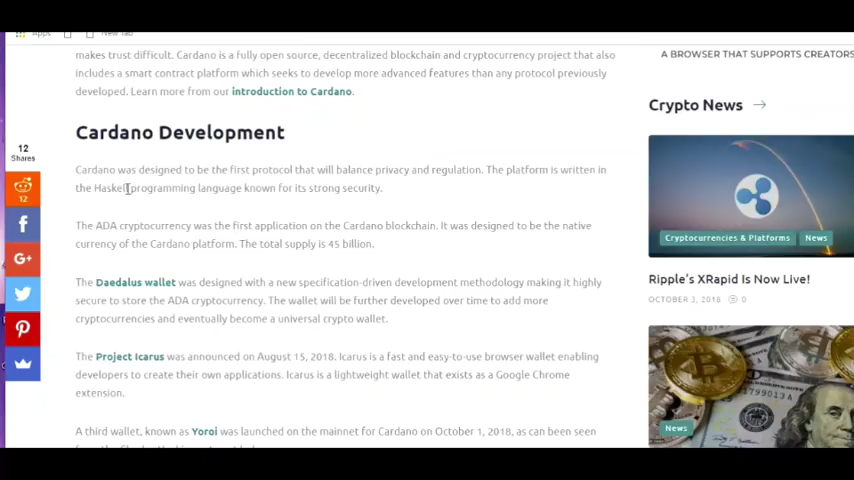 Apps
New Tab
makes trust difficult. Cardano is a fully open source, decentralized blockchain and cryptocurrency project that also
includes a smart contract platform which seeks to develop more advanced features than any protocol previously
developed. Learn more from our introduction to Cardano.
Cardano Development
Cardano was designed to be the first protocol that will balance privacy and regulation. The platform is written in
the Haskell programming language known for its strong security.
The ADA cryptocurrency was the first application on the Cardano blockchain. It was designed to be the native
currency of the Cardano platform. The total supply is 45 billion.
The Daedalus wallet was designed with a new specification-driven development methodology making it highly
secure to store the ADA cryptocurrency. The wallet will be further developed over time to add more
cryptocurrencies and eventually become a universal crypto wallet.
The Project Icarus was announced on August 15, 2018. Icarus is a fast and easy-to-use browser wallet enabling
developers to create their own applications. Icarus is a lightweight wallet that exists as a Google Chrome
extension.
A third wallet, known as Yoroi was launched on the mainnet for Cardano on October 1, 2018, as can been seen
12
Shares
12
G+
A BROWSER THAT SUPPORTS CREATORS
Crypto News
Cryptocurrencies & Platforms
News
Ripple's XRapid Is Now Live!
OCTOBER 3, 2018
0
News